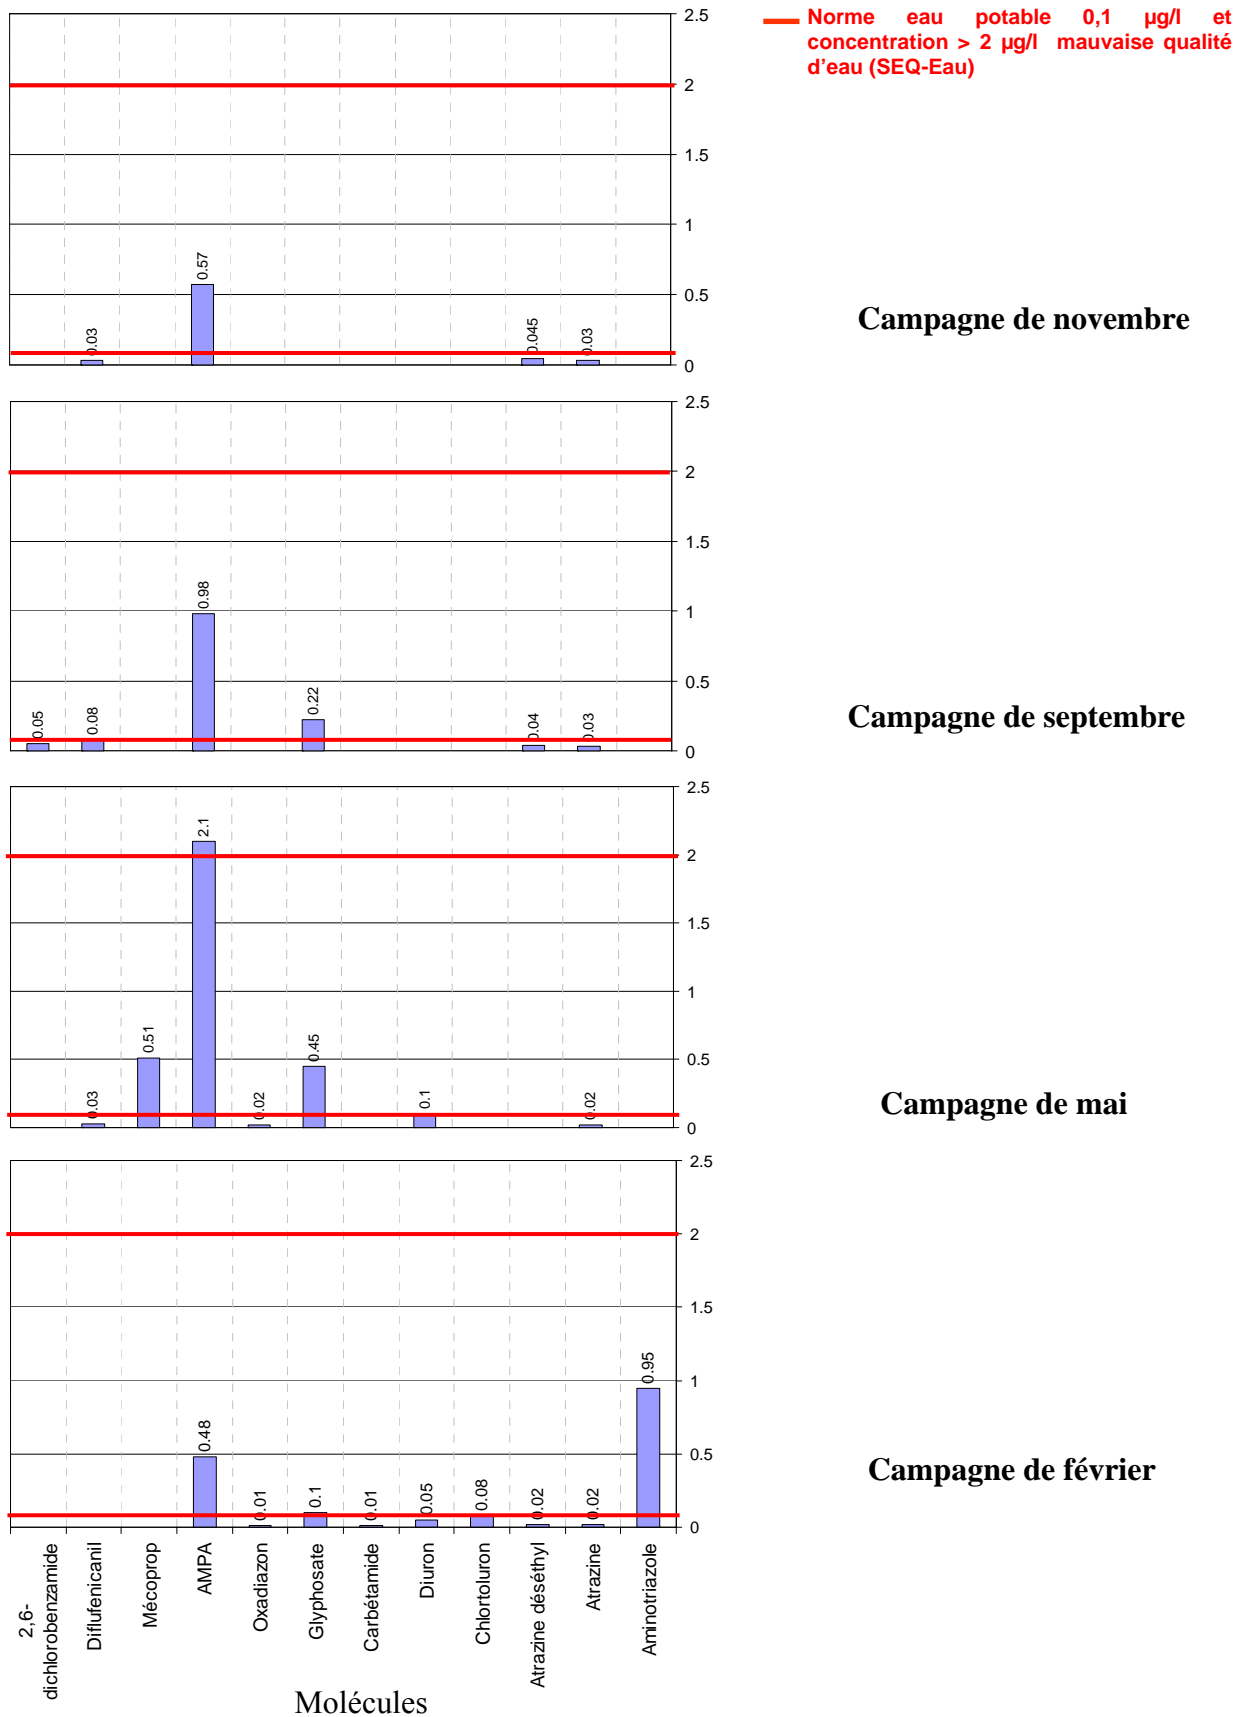 Norme eau potable 0,1 µg/l et
concentration > 2 µg/l mauvaise qualité
d'eau (SEQ-Eau)
2.5
2
1.5
1
0.5
0
0.03
0.57
0.045
0.03
Campagne de novembre
2.5
2
1.5
1
0.5
0
0.05
0.08
0.98
0.22
0.04
0.03
Campagne de septembre
2.5
2
1.5
1
0.5
0
0.03
0.51
2.1
0.02
0.45
0.1
0.02
Campagne de mai
2.5
2
1.5
1
0.5
0
0.48
0.01
0.1
0.01
0.05
0.08
0.02
0.02
0.95
Campagne de février
2,6-
dichlorobenzamide
Diflufenicanil
Mécoprop
AMPA
Oxadiazon
Glyphosate
Carbétamide
Diuron
Chlortoluron
Atrazine déséthyl
Atrazine
Aminotriazole
Molécules